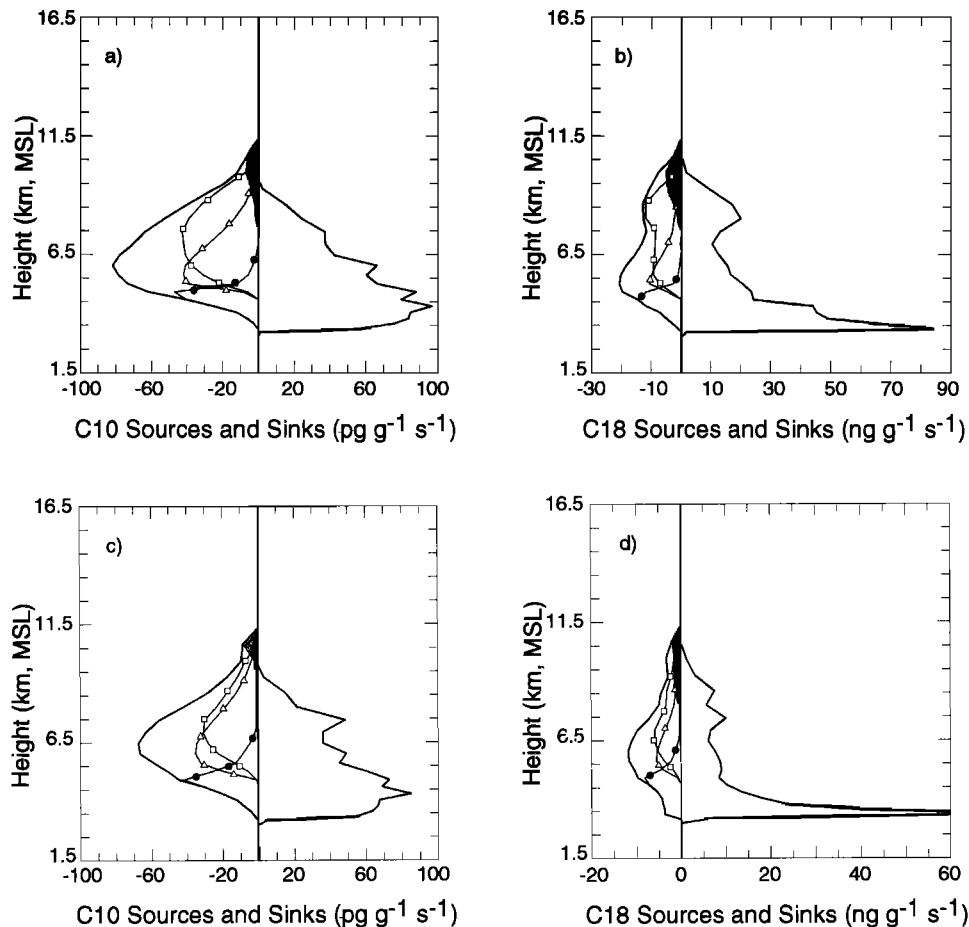 16.5
a)
11.5
Height (km, MSL)
6.5
1.5
-100 -60 -20 20 60 100
C10 Sources and Sinks (pg g⁻¹ s⁻¹)
16.5
b)
11.5
Height (km, MSL)
6.5
1.5
-30 -10 10 30 50 70 90
C18 Sources and Sinks (ng g⁻¹ s⁻¹)
16.5
c)
11.5
Height (km, MSL)
6.5
1.5
-100 -60 -20 20 60 100
C10 Sources and Sinks (pg g⁻¹ s⁻¹)
16.5
d)
11.5
Height (km, MSL)
6.5
1.5
-20 0 20 40 60
C18 Sources and Sinks (ng g⁻¹ s⁻¹)